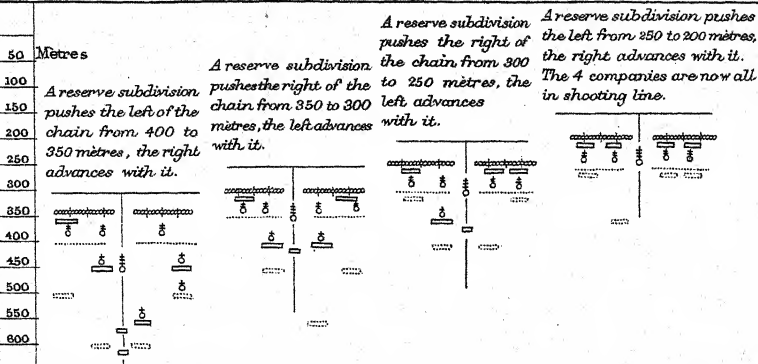 50 Mètres
100
150
200
250
300
350
400
450
500
550
600
A reserve subdivision
pushes the left of the
chain from 400 to
350 mètres, the right
advances with it.
A reserve subdivision
pushes the right of the
chain from 350 to 300
mètres, the left advances
with it.
A reserve subdivision
pushes the right of
the chain from 300
to 250 mètres, the
left advances
with it.
A reserve subdivision pushes
the left from 250 to 200 mètres,
the right advances with it.
The 4 companies are now all
in shooting line.